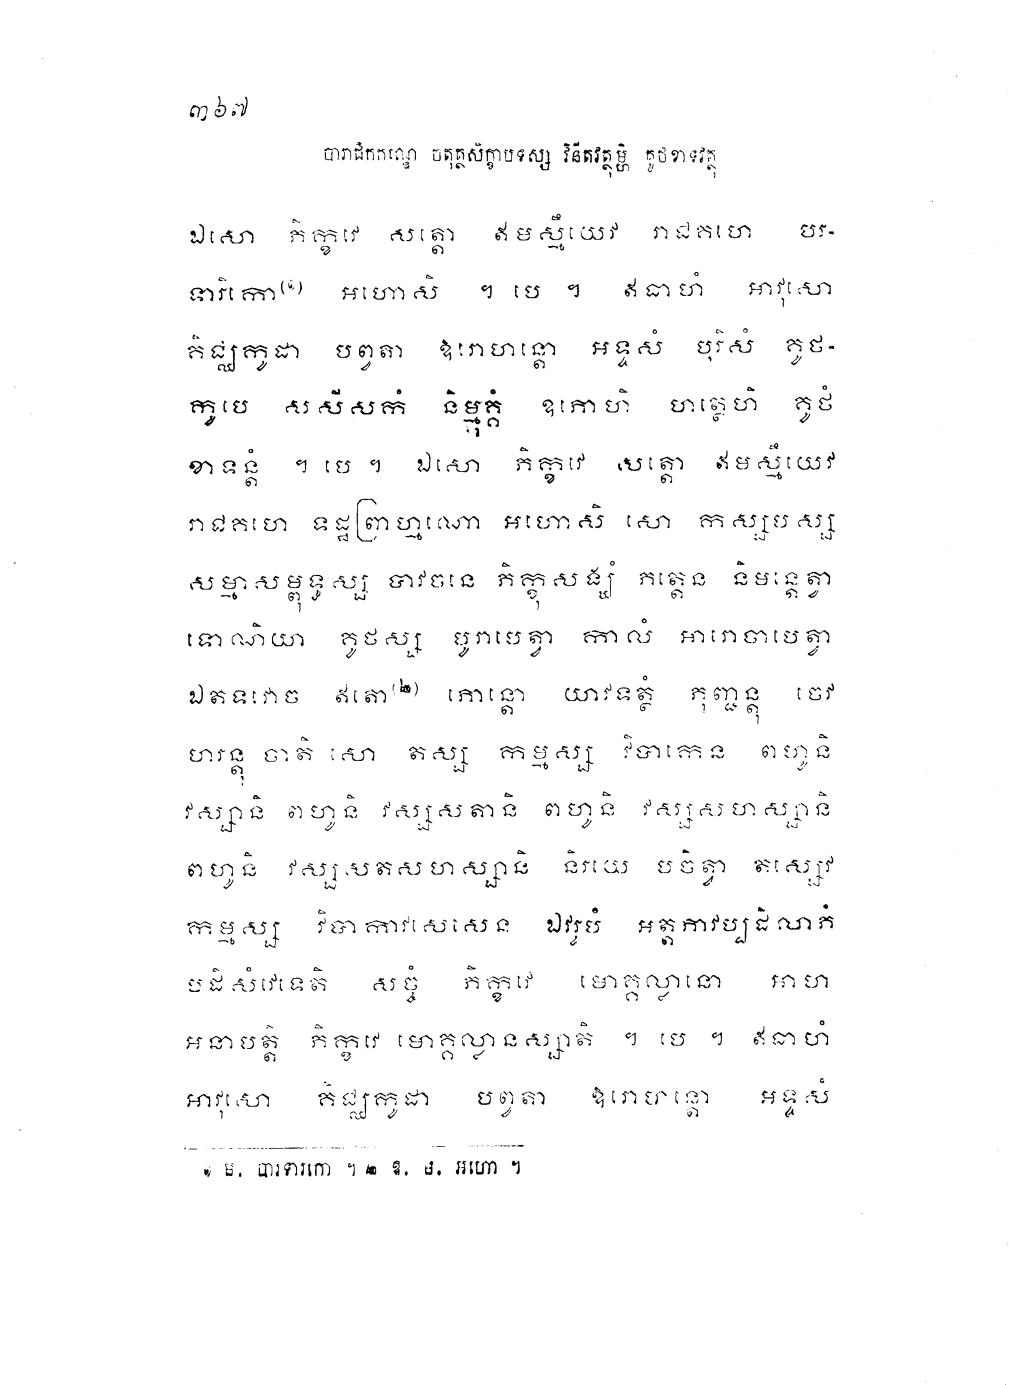 ៣៦៧
បារាជិកកណ្ឌេ ចតុត្ថសិក្ខាបទស្ស វិនីតវត្ថុម្ហិ គូថខាទវត្ថុ
ឯសោ ភិក្ខវេ សត្តោ ឥមស្មឹយេវ រាជគហេ បរ-
ទារិកោ(១) អហោសិ ។ បេ ។ ឥធាហំ អាវុសោ
គិជ្ឈកូដា បព្វតា ឱរោហន្តោ អទ្ទសំ បុរិសំ គូថ-
កូបេ សសីសកំ និម្មុគ្គំ ឧភោហិ ហត្ថេហិ គូថំ
ខាទន្តំ ។ បេ ។ ឯសោ ភិក្ខវេ សត្តោ ឥមស្មឹយេវ
រាជគហេ ទុដ្ឋព្រាហ្មណោ អហោសិ សោ កស្សបស្ស
សម្មាសម្ពុទ្ធស្ស បាវចនេ ភិក្ខុសង្ឃំ ភត្តេន និមន្តេត្វា
ទោណិយា គូថស្ស បូរាបេត្វា កាលំ អារោចាបេត្វា
ឯតទវោច ឥតោ(២) ភោន្តោ យាវទត្ថំ ភុញ្ជន្តុ ចេវ
ហរន្តុ ចាតិ សោ តស្ស កម្មស្ស វិបាកេន ពហូនិ
វស្សានិ ពហូនិ វស្សសតានិ ពហូនិ វស្សសហស្សានិ
ពហូនិ វស្សសតសហស្សានិ និរយេ បចិត្វា តស្សេវ
កម្មស្ស វិបាកាវសេសេន ឯវរូបំ អត្តភាវប្បដិលាភំ
បដិសំវេទេតិ សច្ចំ ភិក្ខវេ មោគ្គល្លានោ អាហ
អនាបត្តិ ភិក្ខវេ មោគ្គល្លានស្សាតិ ។ បេ ។ ឥធាហំ
អាវុសោ គិជ្ឈកូដា បព្វតា ឱរោហន្តោ អទ្ទសំ
១ ម. បារទារកោ ។ ២ ឱ. ម. អហោ ។